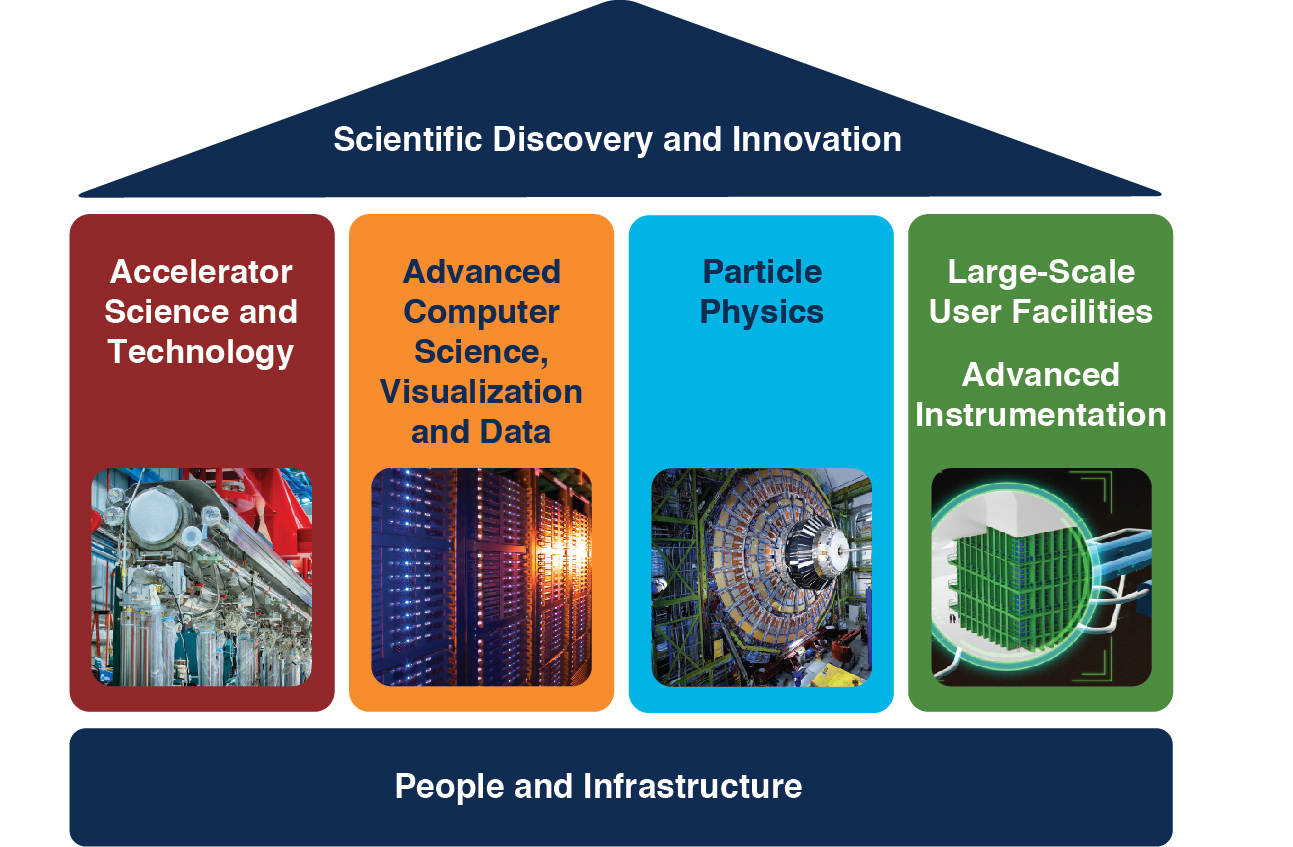 Scientific Discovery and Innovation
Accelerator
Science and
Technology
Advanced
Computer
Science,
Visualization
and Data
Particle
Physics
Large-Scale
User Facilities
Advanced
Instrumentation
People and Infrastructure